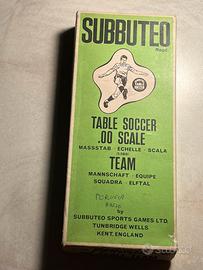 SUBBUTEO
Regd.
TABLE SOCCER
.00 SCALE
MASSSTAB · ECHELLE · SCALA
TEAM
MANNSCHAFT · EQUIPE
SQUADRA · ELFTAL
by
SUBBUTEO SPORTS GAMES LTD.
TUNBRIDGE WELLS
KENT, ENGLAND